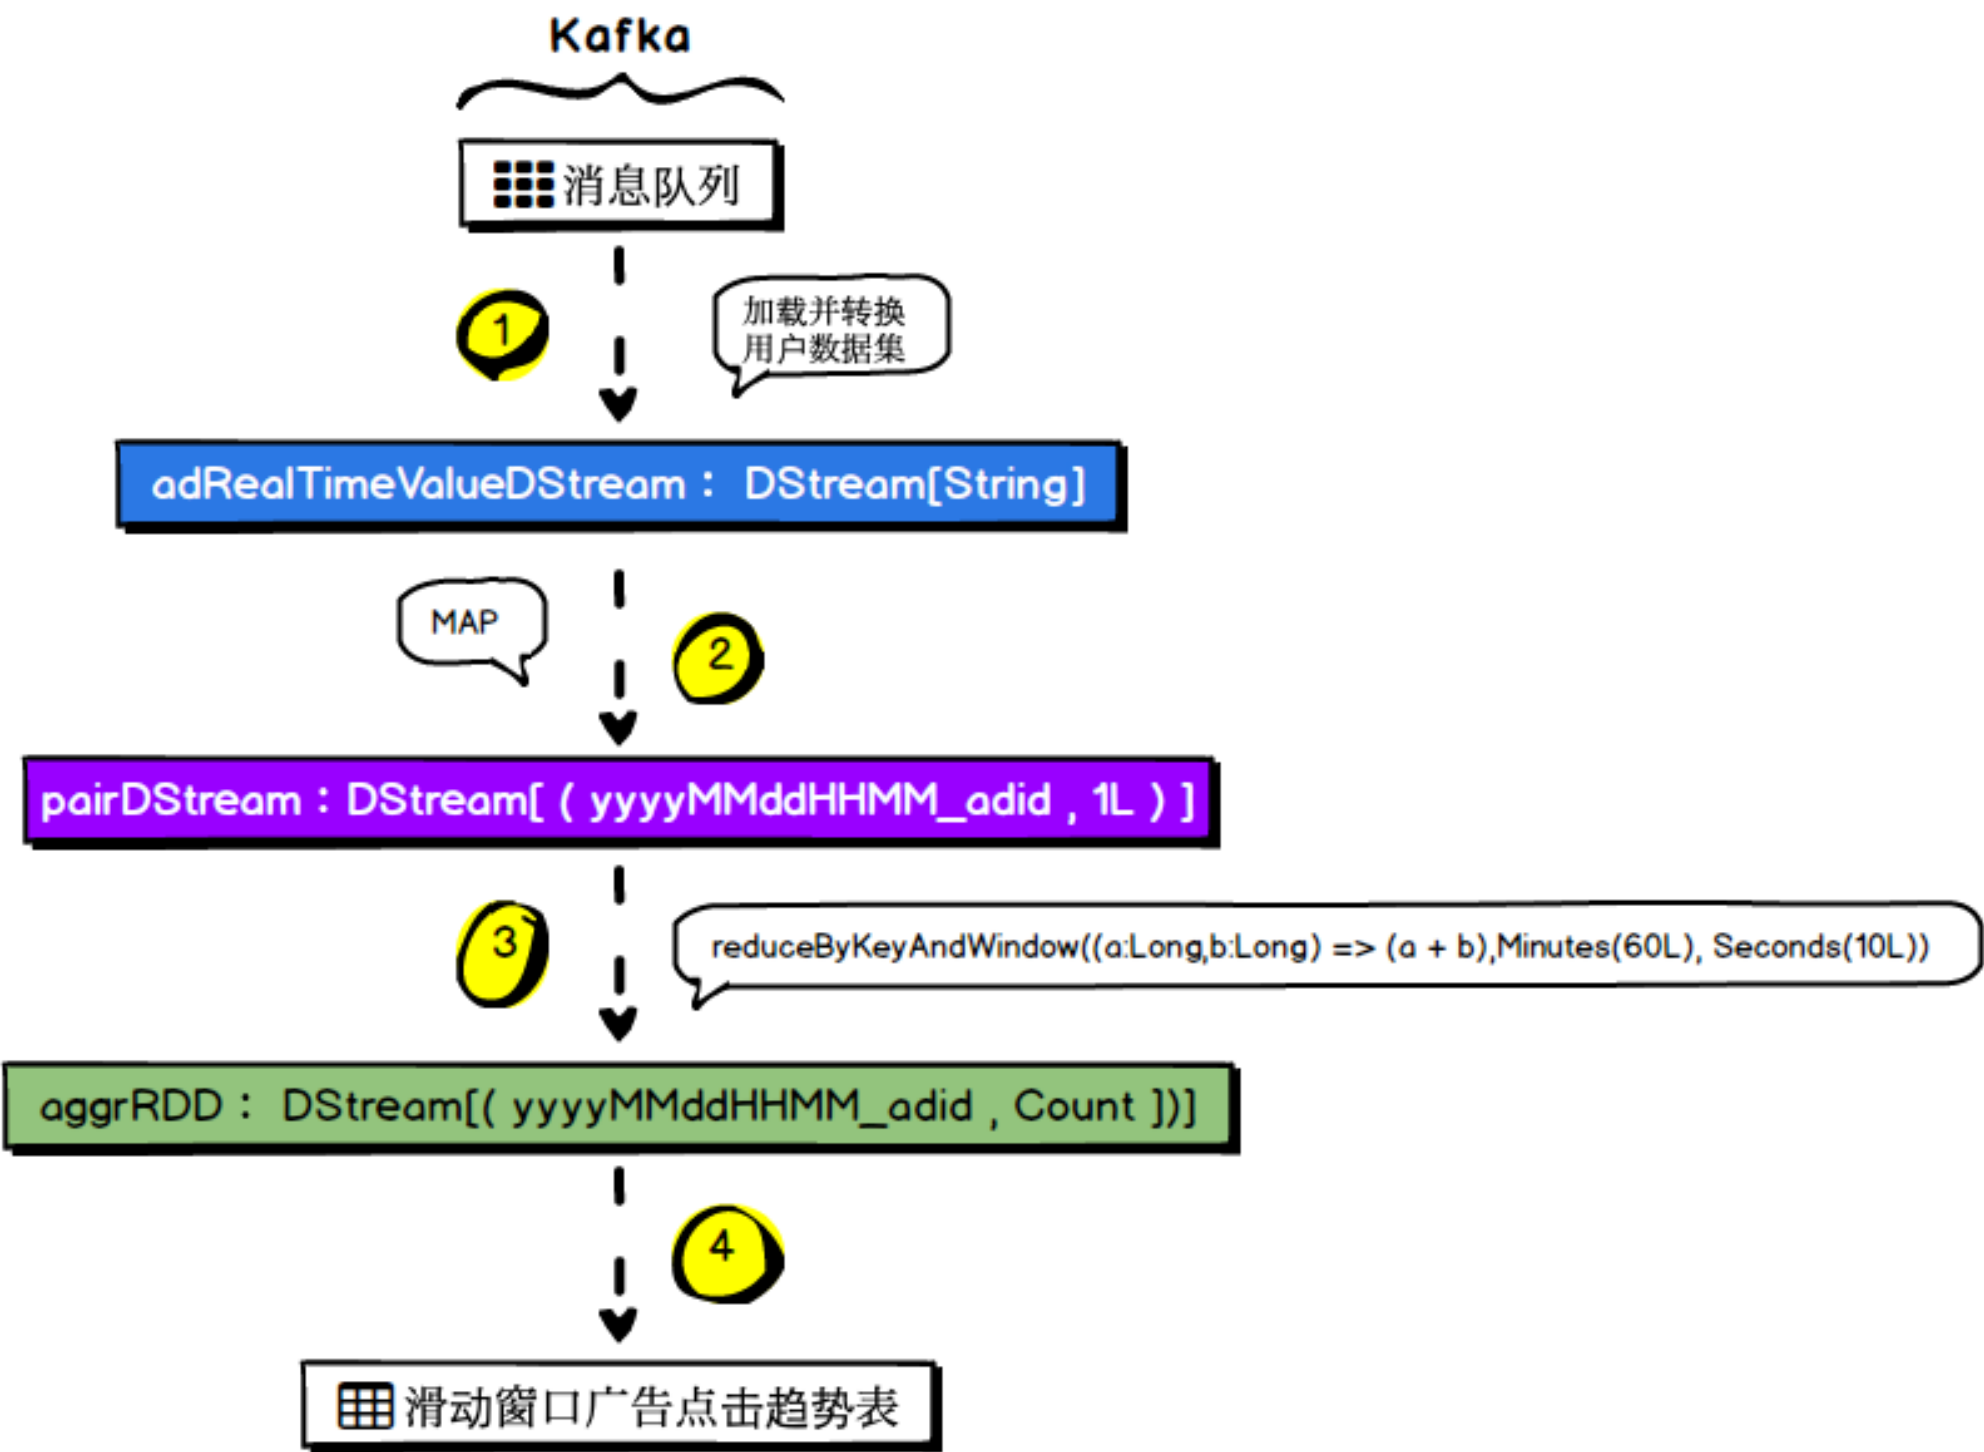 Kafka
消息队列
1
加载并转换
用户数据集
adRealTimeValueDStream： DStream[String]
MAP
2
pairDStream：DStream[ ( yyyyMMddHHMM_adid , 1L ) ]
3
reduceByKeyAndWindow((a:Long,b:Long) => (a + b),Minutes(60L), Seconds(10L))
aggrRDD： DStream[( yyyyMMddHHMM_adid , Count ])]
4
滑动窗口广告点击趋势表